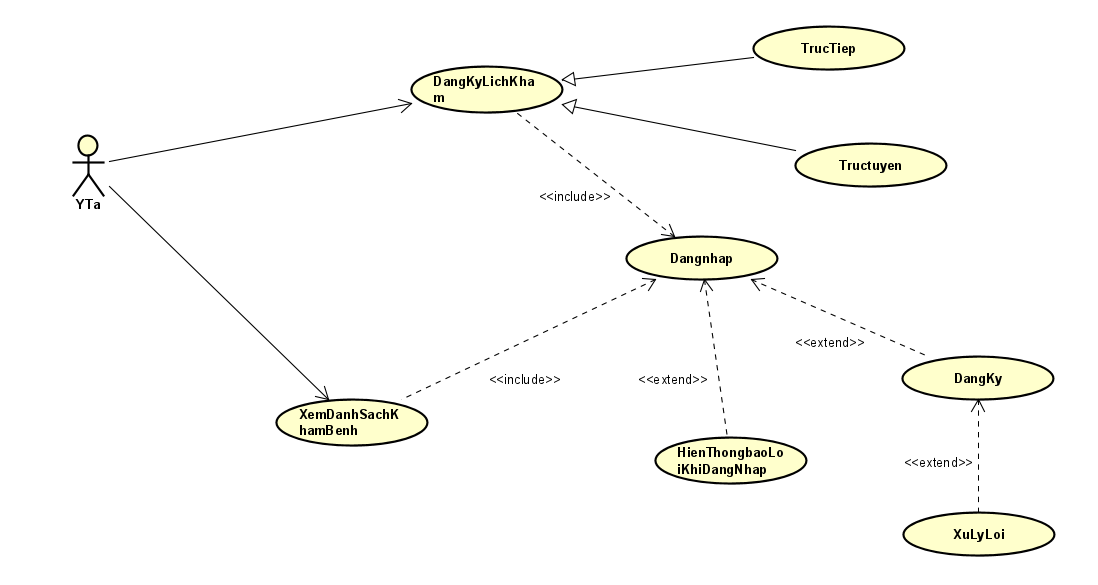 TrucTiep
DangKyLichKha
m
Tructuyen
YTa
<<include>>
Dangnhap
<<extend>>
<<include>>
<<extend>>
DangKy
XemDanhSachK
hamBenh
HienThongbaoLo
iKhiDangNhap
<<extend>>
XuLyLoi